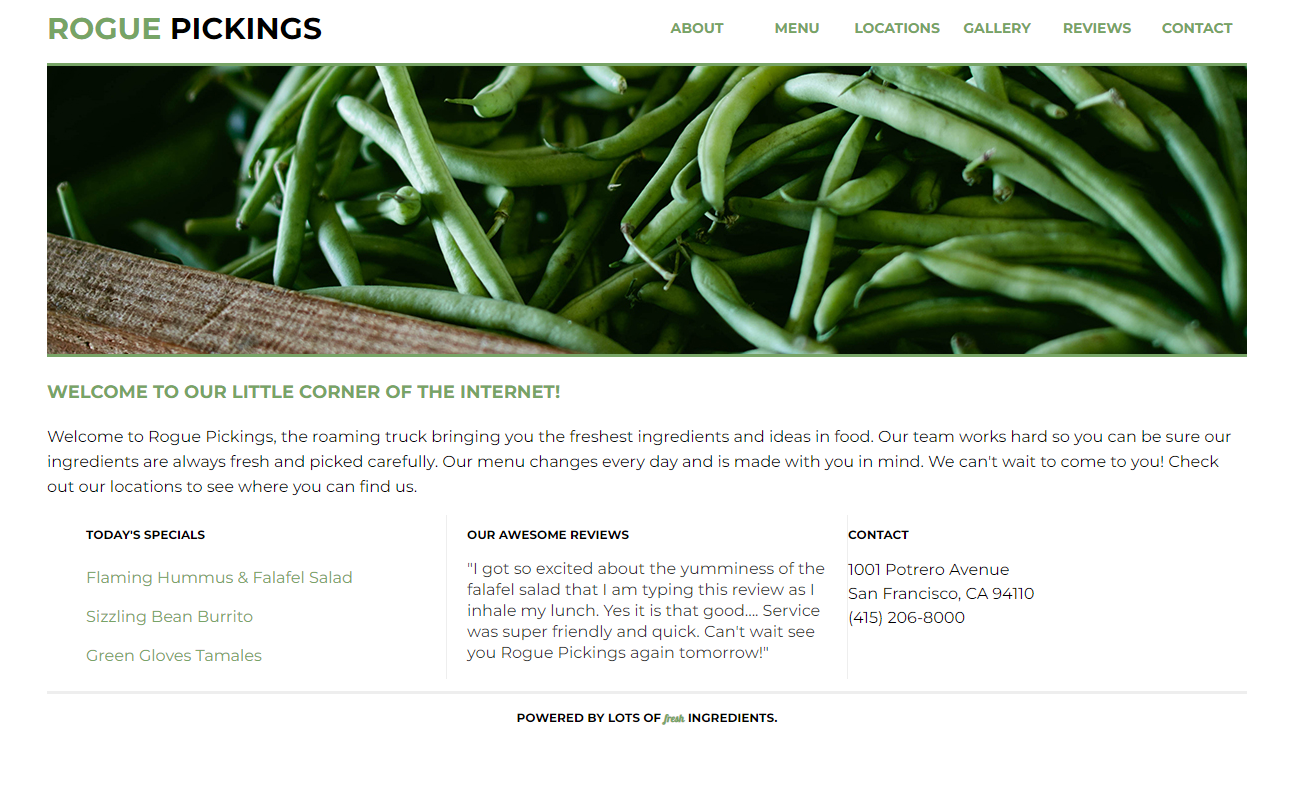 ROGUE PICKINGS
ABOUT MENU LOCATIONS GALLERY REVIEWS CONTACT
WELCOME TO OUR LITTLE CORNER OF THE INTERNET!
Welcome to Rogue Pickings, the roaming truck bringing you the freshest ingredients and ideas in food. Our team works hard so you can be sure our
ingredients are always fresh and picked carefully. Our menu changes every day and is made with you in mind. We can't wait to come to you! Check
out our locations to see where you can find us.
TODAY'S SPECIALS
Flaming Hummus & Falafel Salad
Sizzling Bean Burrito
Green Gloves Tamales
OUR AWESOME REVIEWS
"I got so excited about the yumminess of the
falafel salad that I am typing this review as I
inhale my lunch. Yes it is that good.... Service
was super friendly and quick. Can't wait see
you Rogue Pickings again tomorrow!"
CONTACT
1001 Potrero Avenue
San Francisco, CA 94110
(415) 206-8000
POWERED BY LOTS OF fresh INGREDIENTS.